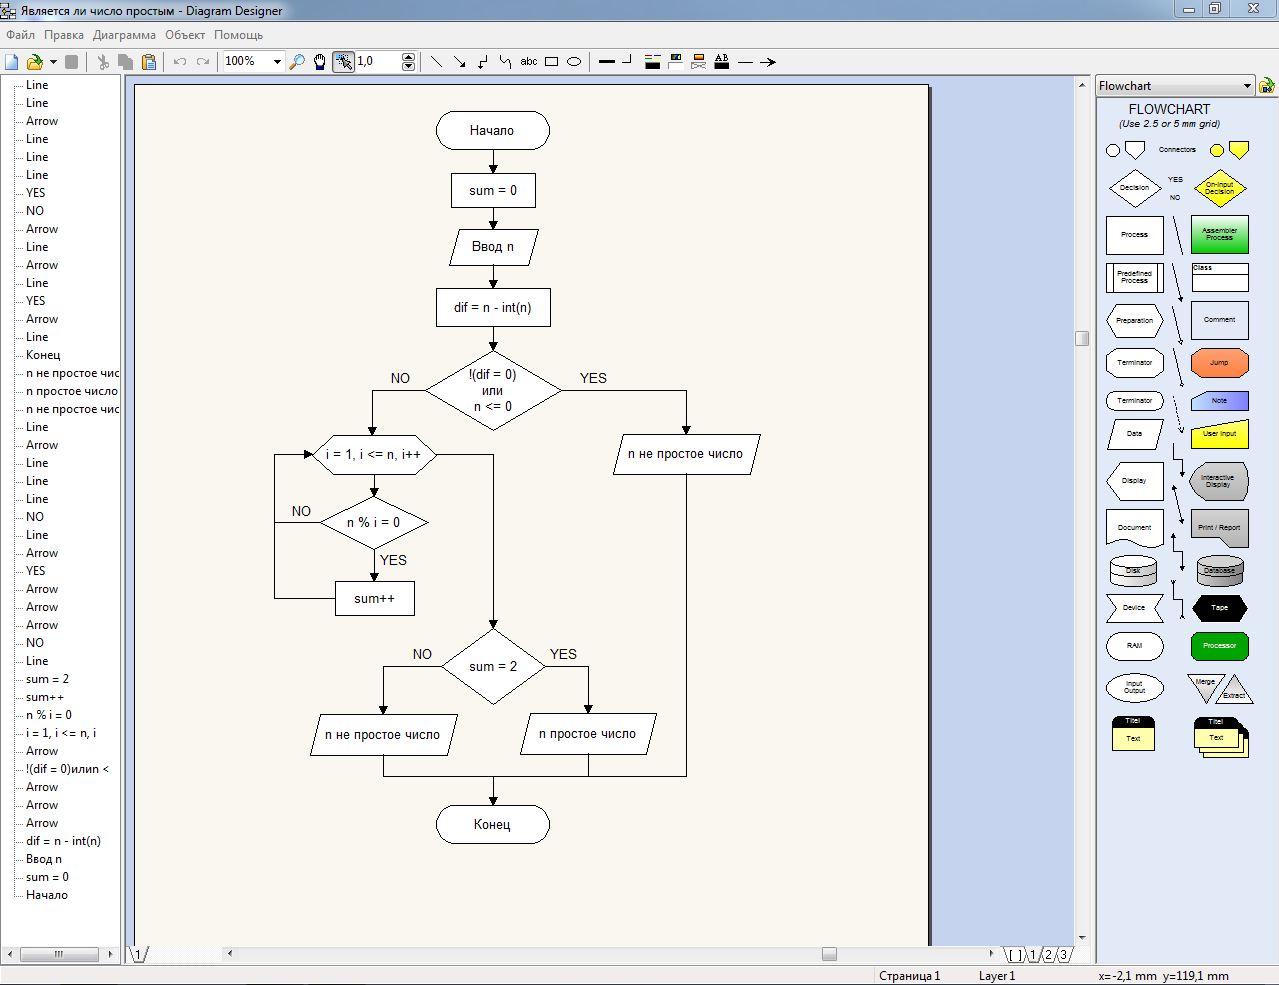 Является ли число простым - Diagram Designer
Файл Правка Диаграмма Объект Помощь
100%
1,0
abc
AB
Line
Line
Arrow
Line
Line
Line
YES
NO
Arrow
Line
Arrow
Line
YES
Arrow
Line
Конец
n не простое чис
n простое число
n не простое чис
Line
Arrow
Line
Line
Line
NO
Line
Arrow
YES
Arrow
Arrow
Arrow
NO
Line
sum = 2
sum++
n % i = 0
i = 1, i <= n, i
Arrow
!(dif = 0)илиn <
Arrow
Arrow
Arrow
dif = n - int(n)
Ввод n
sum = 0
Начало
Начало
sum = 0
Ввод n
dif = n - int(n)
!(dif = 0)
или
n <= 0
NO
YES
i = 1, i <= n, i++
n не простое число
n % i = 0
NO
YES
sum++
sum = 2
NO
YES
n не простое число
n простое число
Конец
1
[ ] 1 2 3
Flowchart
FLOWCHART
(Use 2.5 or 5 mm grid)
Connectors
Decision
YES
NO
On-Input
Decision
Process
Assembler
Process
Predefined
Process
Class
Preparation
Comment
Terminator
Jump
Terminator
Note
Data
User Input
Display
Interactive
Display
Document
Print / Report
Disk
Database
Device
Tape
RAM
Processor
Input
Output
Merge
Extract
Titel
Text
Titel
Text
Страница 1
Layer 1
x=-2,1 mm y=119,1 mm